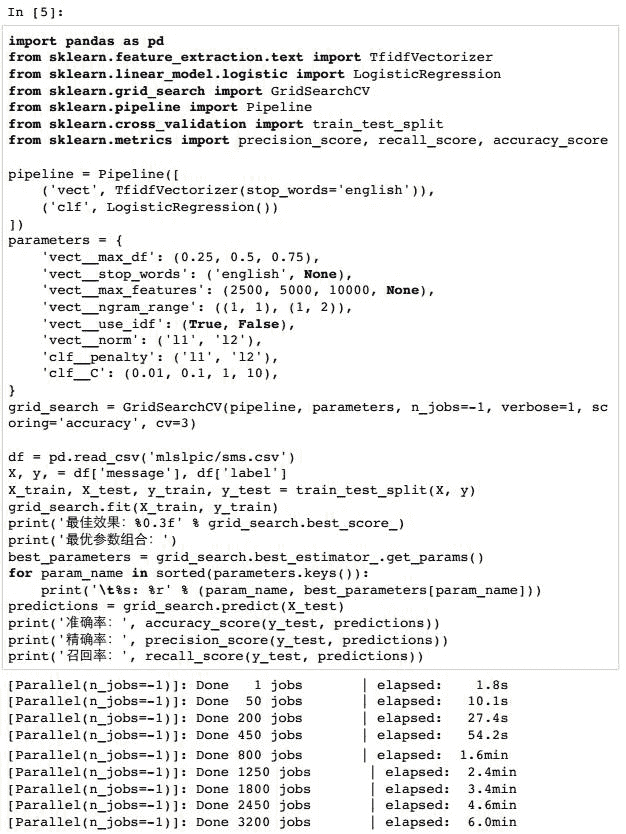 In [5]:
import pandas as pd
from sklearn.feature_extraction.text import TfidfVectorizer
from sklearn.linear_model.logistic import LogisticRegression
from sklearn.grid_search import GridSearchCV
from sklearn.pipeline import Pipeline
from sklearn.cross_validation import train_test_split
from sklearn.metrics import precision_score, recall_score, accuracy_score
pipeline = Pipeline([
    ('vect', TfidfVectorizer(stop_words='english')),
    ('clf', LogisticRegression())
])
parameters = {
    'vect__max_df': (0.25, 0.5, 0.75),
    'vect__stop_words': ('english', None),
    'vect__max_features': (2500, 5000, 10000, None),
    'vect__ngram_range': ((1, 1), (1, 2)),
    'vect__use_idf': (True, False),
    'vect__norm': ('l1', 'l2'),
    'clf__penalty': ('l1', 'l2'),
    'clf__C': (0.01, 0.1, 1, 10),
}
grid_search = GridSearchCV(pipeline, parameters, n_jobs=-1, verbose=1, sc
oring='accuracy', cv=3)
df = pd.read_csv('mlslpic/sms.csv')
X, y, = df['message'], df['label']
X_train, X_test, y_train, y_test = train_test_split(X, y)
grid_search.fit(X_train, y_train)
print('最佳效果：%0.3f' % grid_search.best_score_)
print('最优参数组合：')
best_parameters = grid_search.best_estimator_.get_params()
for param_name in sorted(parameters.keys()):
    print('\t%s: %r' % (param_name, best_parameters[param_name]))
predictions = grid_search.predict(X_test)
print('准确率：', accuracy_score(y_test, predictions))
print('精确率：', precision_score(y_test, predictions))
print('召回率：', recall_score(y_test, predictions))
[Parallel(n_jobs=-1)]: Done   1 jobs       | elapsed:    1.8s
[Parallel(n_jobs=-1)]: Done  50 jobs       | elapsed:   10.1s
[Parallel(n_jobs=-1)]: Done 200 jobs       | elapsed:   27.4s
[Parallel(n_jobs=-1)]: Done 450 jobs       | elapsed:   54.2s
[Parallel(n_jobs=-1)]: Done 800 jobs       | elapsed:  1.6min
[Parallel(n_jobs=-1)]: Done 1250 jobs       | elapsed:  2.4min
[Parallel(n_jobs=-1)]: Done 1800 jobs       | elapsed:  3.4min
[Parallel(n_jobs=-1)]: Done 2450 jobs       | elapsed:  4.6min
[Parallel(n_jobs=-1)]: Done 3200 jobs       | elapsed:  6.0min